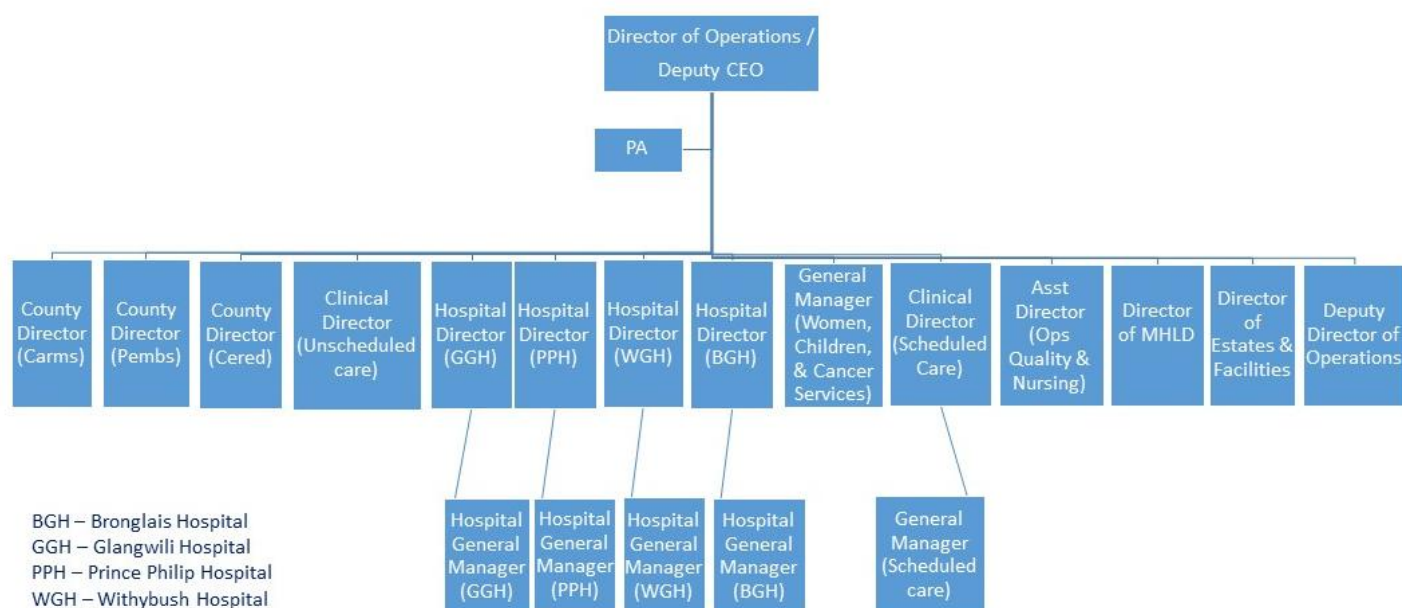 Director of Operations /
Deputy CEO
PA
County
Director
(Carms)
County
Director
(Pembs)
County
Director
(Cered)
Clinical
Director
(Unscheduled
care)
Hospital
Director
(GGH)
Hospital
Director
(PPH)
Hospital
Director
(WGH)
Hospital
Director
(BGH)
General
Manager
(Women,
Children,
& Cancer
Services)
Clinical
Director
(Scheduled
Care)
Asst
Director
(Ops
Quality &
Nursing)
Director
of MHLD
Director
of
Estates &
Facilities
Deputy
Director of
Operations
Hospital
General
Manager
(GGH)
Hospital
General
Manager
(PPH)
Hospital
General
Manager
(WGH)
Hospital
General
Manager
(BGH)
General
Manager
(Scheduled
care)
BGH – Bronglais Hospital
GGH – Glangwili Hospital
PPH – Prince Philip Hospital
WGH – Withybush Hospital